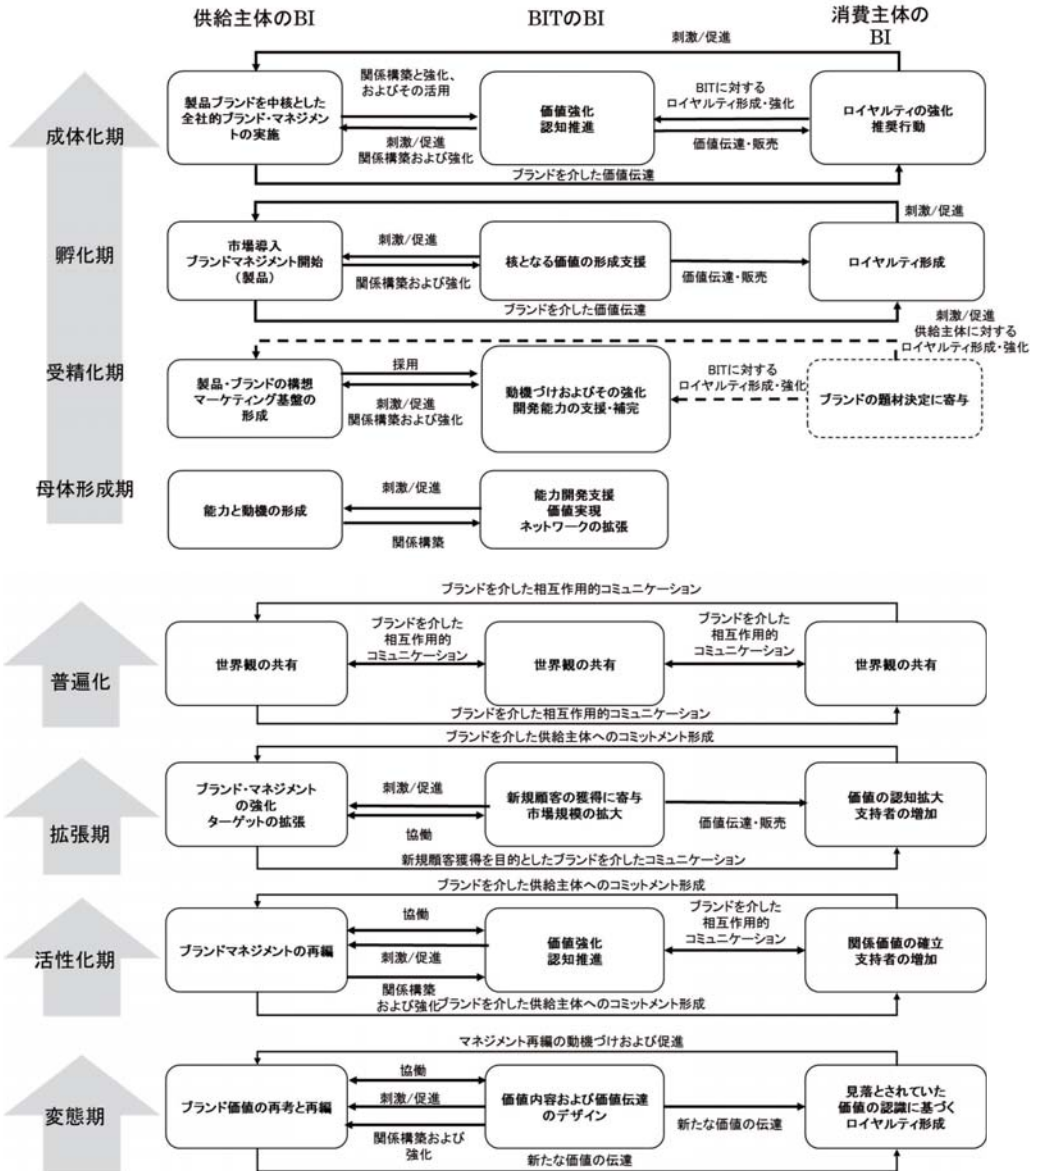 供給主体のBI
BITのBI
消費主体の
BI
刺激/促進
成体化期
製品ブランドを中核とした
全社的ブランド・マネジメン
トの実施
関係構築と強化、
およびその活用
刺激/促進
関係構築および強化
価値強化
認知推進
BITに対する
ロイヤルティ形成・強化
価値伝達・販売
ロイヤルティの強化
推奨行動
ブランドを介した価値伝達
刺激/促進
孵化期
市場導入
ブランドマネジメント開始
(製品)
刺激/促進
関係構築および強化
核となる価値の形成支援
価値伝達・販売
ロイヤルティ形成
ブランドを介した価値伝達
刺激/促進
供給主体に対する
ロイヤルティ形成・強化
受精化期
製品・ブランドの構想
マーケティング基盤の
形成
採用
刺激/促進
関係構築および強化
動機づけおよびその強化
開発能力の支援・補完
BITに対する
ロイヤルティ形成・強化
ブランドの題材決定に寄与
母体形成期
能力と動機の形成
刺激/促進
関係構築
能力開発支援
価値実現
ネットワークの拡張
ブランドを介した相互作用的コミュニケーション
普遍化
世界観の共有
ブランドを介した
相互作用的
コミュニケーション
世界観の共有
ブランドを介した
相互作用的
コミュニケーション
世界観の共有
ブランドを介した相互作用的コミュニケーション
ブランドを介した供給主体へのコミットメント形成
拡張期
ブランド・マネジメント
の強化
ターゲットの拡張
刺激/促進
協働
新規顧客の獲得に寄与
市場規模の拡大
価値伝達・販売
価値の認知拡大
支持者の増加
新規顧客獲得を目的としたブランドを介したコミュニケーション
ブランドを介した供給主体へのコミットメント形成
活性化期
ブランドマネジメントの再編
協働
刺激/促進
関係構築
および強化
価値強化
認知推進
ブランドを介した
相互作用的
コミュニケーション
関係価値の確立
支持者の増加
ブランドを介した供給主体へのコミットメント形成
マネジメント再編の動機づけおよび促進
変態期
ブランド価値の再考と再編
協働
刺激/促進
関係構築および
強化
価値内容および価値伝達
のデザイン
新たな価値の伝達
見落とされていた
価値の認識に基づく
ロイヤルティ形成
新たな価値の伝達